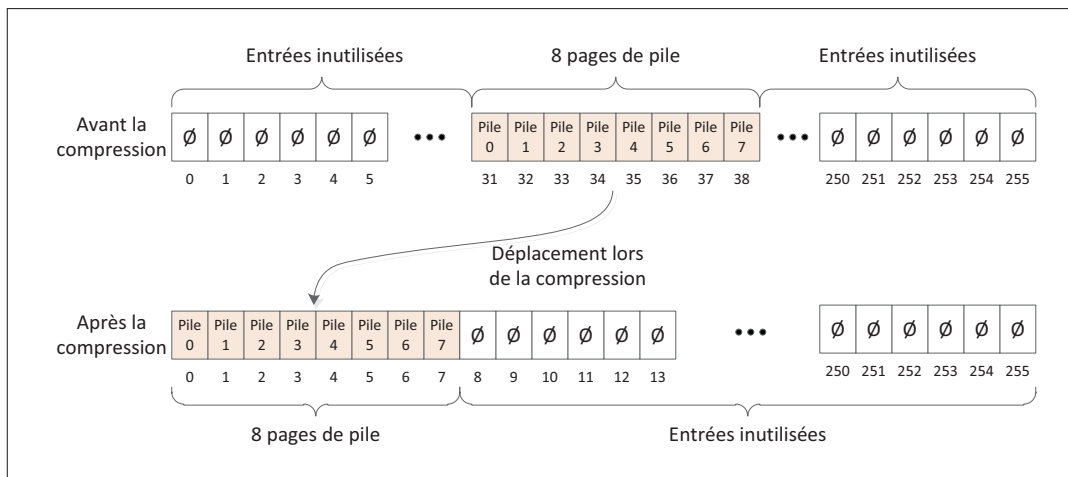 Entrées inutilisées 8 pages de pile Entrées inutilisées
Avant la compression
Ø Ø Ø Ø Ø Ø ••• Pile 0 Pile 1 Pile 2 Pile 3 Pile 4 Pile 5 Pile 6 Pile 7 ••• Ø Ø Ø Ø Ø Ø
0 1 2 3 4 5 31 32 33 34 35 36 37 38 250 251 252 253 254 255
Déplacement lors
de la compression
Après la compression
Pile 0 Pile 1 Pile 2 Pile 3 Pile 4 Pile 5 Pile 6 Pile 7 Ø Ø Ø Ø Ø Ø ••• Ø Ø Ø Ø Ø Ø
0 1 2 3 4 5 6 7 8 9 10 11 12 13 250 251 252 253 254 255
8 pages de pile Entrées inutilisées